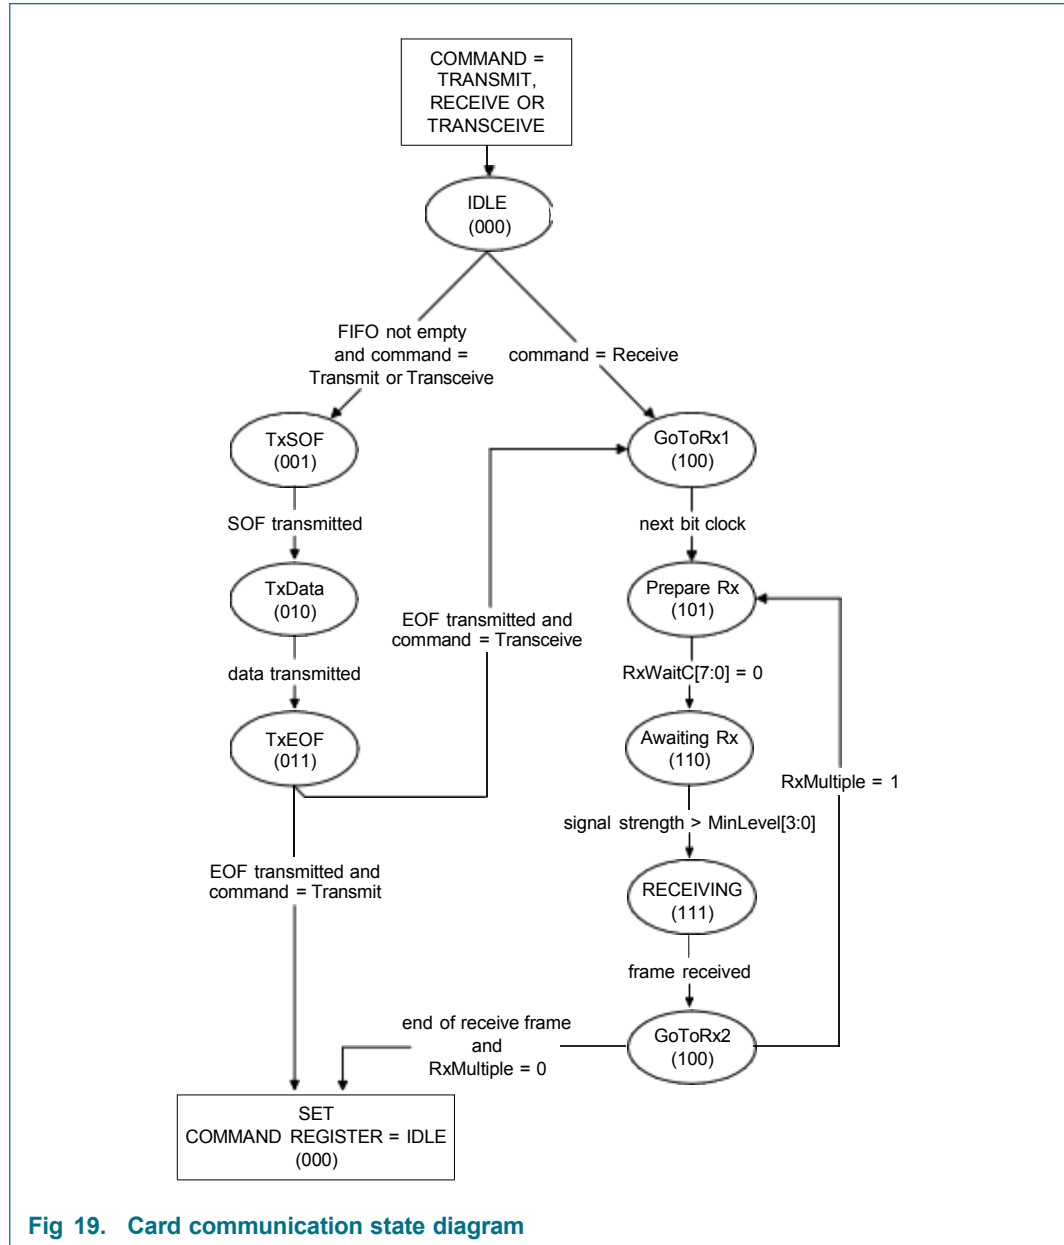 COMMAND =
TRANSMIT,
RECEIVE OR
TRANSCEIVE
IDLE
(000)
FIFO not empty
and command =
Transmit or Transceive
command = Receive
TxSOF
(001)
GoToRx1
(100)
SOF transmitted
next bit clock
TxData
(010)
Prepare Rx
(101)
EOF transmitted and
command = Transceive
data transmitted
RxWaitC[7:0] = 0
TxEOF
(011)
Awaiting Rx
(110)
RxMultiple = 1
signal strength > MinLevel[3:0]
EOF transmitted and
command = Transmit
RECEIVING
(111)
frame received
end of receive frame
and
RxMultiple = 0
GoToRx2
(100)
SET
COMMAND REGISTER = IDLE
(000)
Fig 19. Card communication state diagram